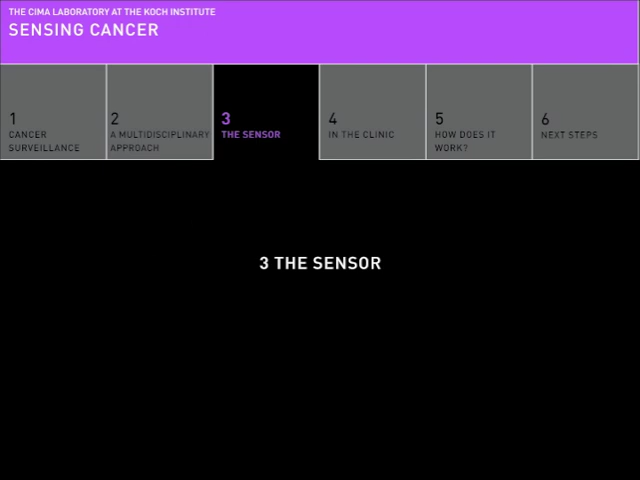 THE CIMA LABORATORY AT THE KOCH INSTITUTE
SENSING CANCER
1
CANCER
SURVEILLANCE
2
A MULTIDISCIPLINARY
APPROACH
3
THE SENSOR
4
IN THE CLINIC
5
HOW DOES IT
WORK?
6
NEXT STEPS
3 THE SENSOR